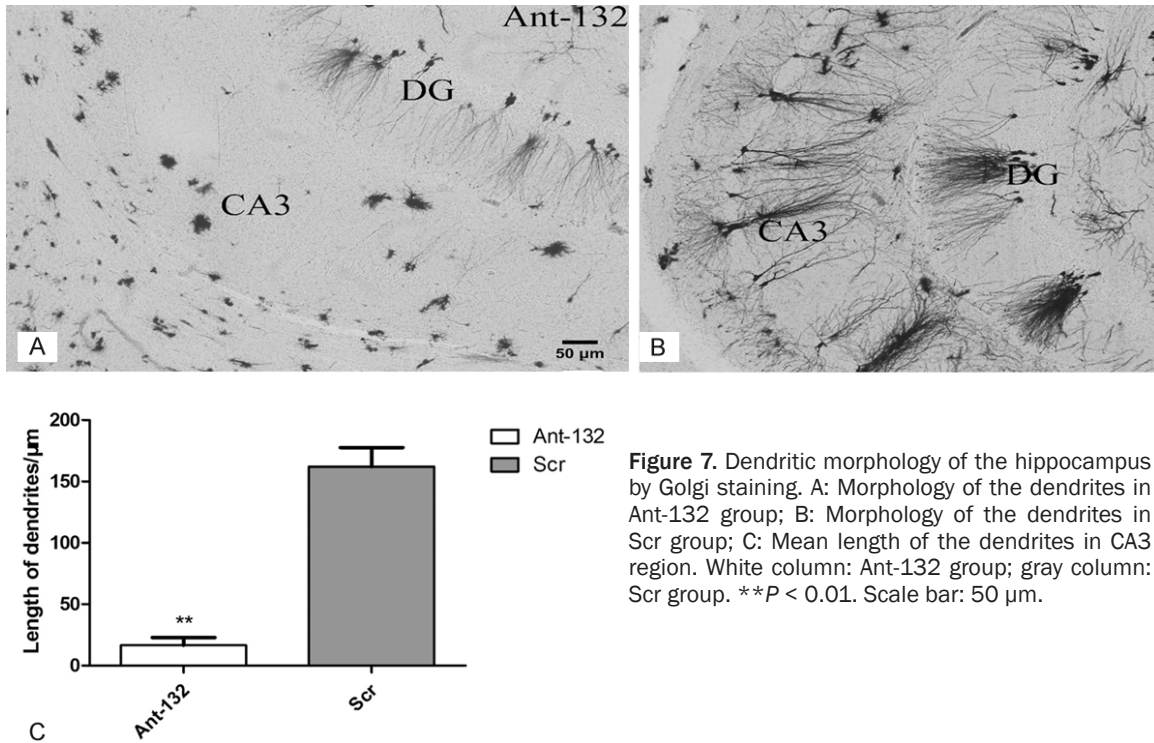 Ant-132
DG
CA3
A
50 µm
DG
CA3
B
200
150
100
50
0
Length of dendrites/µm
**
Ant-132
Scr
Ant-132
Scr
C
Figure 7. Dendritic morphology of the hippocampus
by Golgi staining. A: Morphology of the dendrites in
Ant-132 group; B: Morphology of the dendrites in
Scr group; C: Mean length of the dendrites in CA3
region. White column: Ant-132 group; gray column:
Scr group. **P < 0.01. Scale bar: 50 µm.